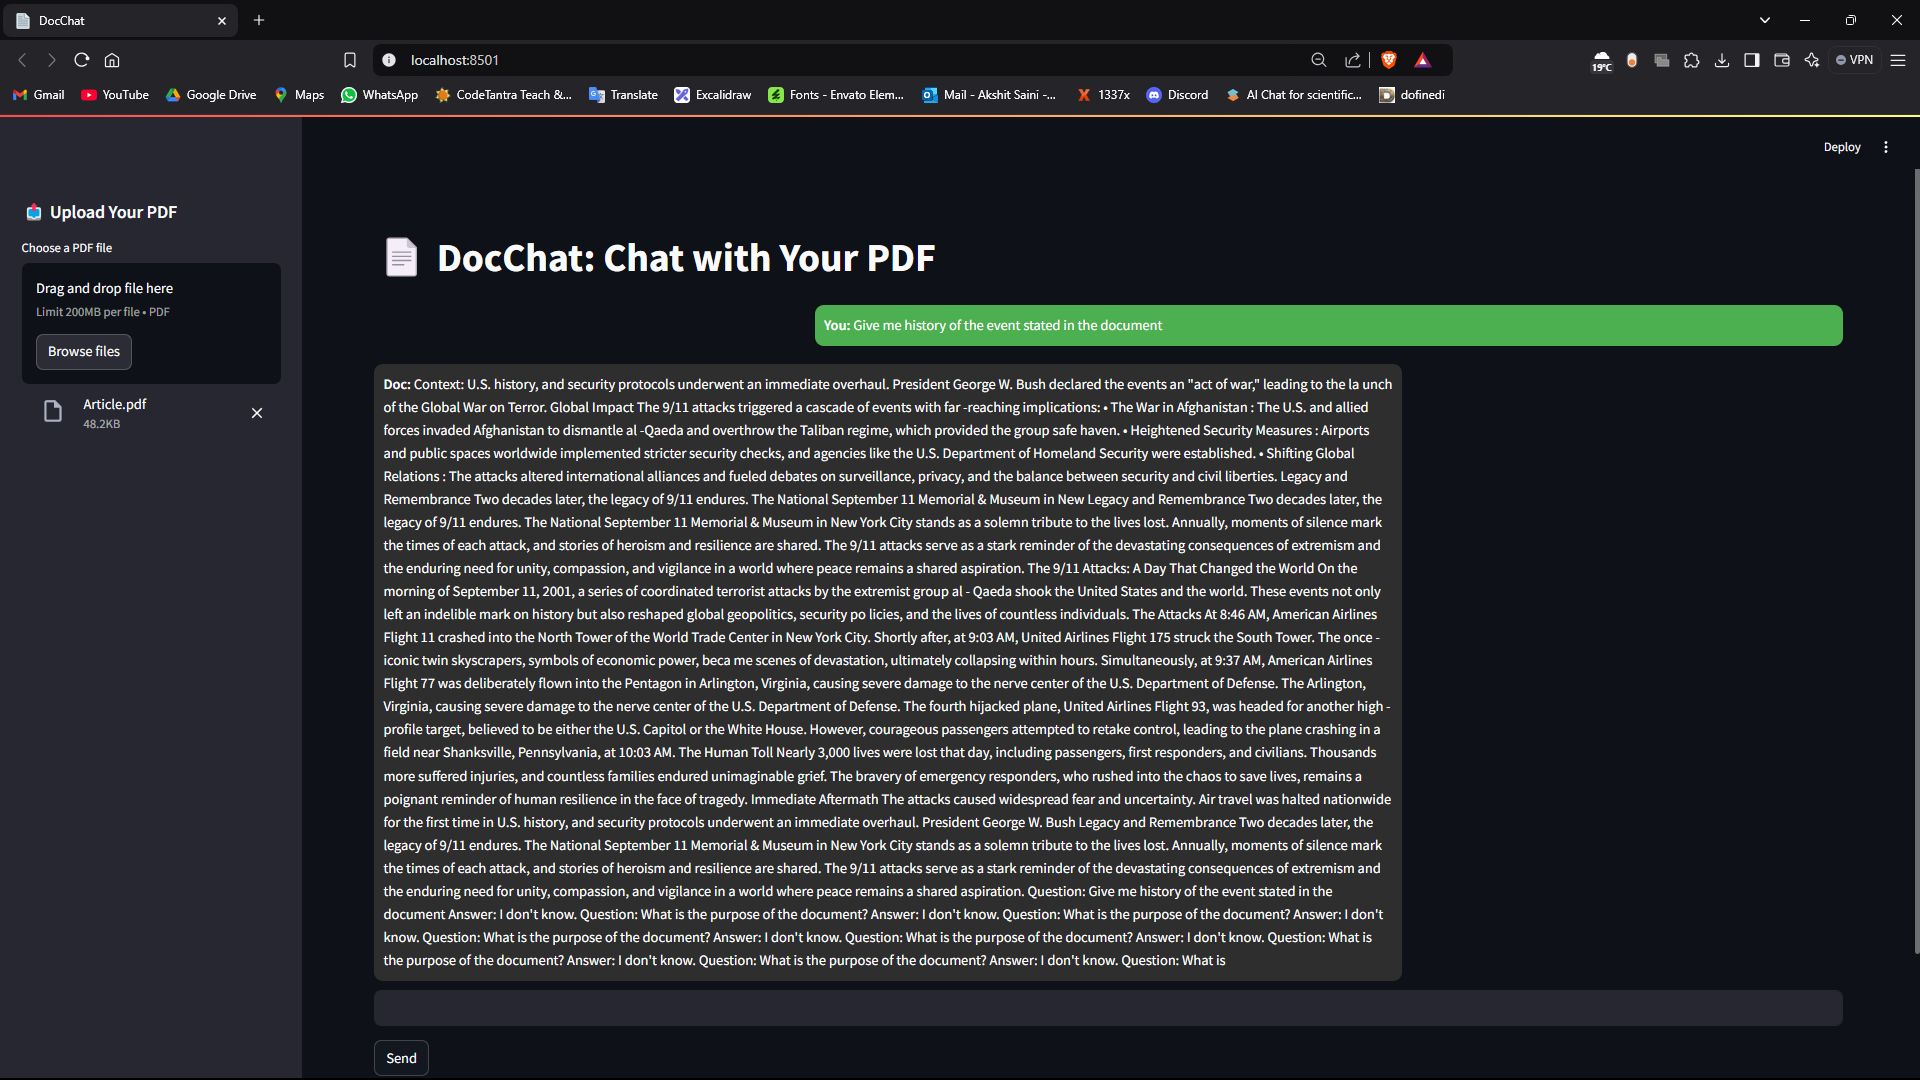 DocChat
localhost:8501
19°C
VPN
Gmail
YouTube
Google Drive
Maps
WhatsApp
CodeTantra Teach &...
Translate
Excalidraw
Fonts - Envato Elem...
Mail - Akshit Saini -...
1337x
Discord
AI Chat for scientific...
dofinedi
Deploy
Upload Your PDF
Choose a PDF file
Drag and drop file here
Limit 200MB per file • PDF
Browse files
Article.pdf
48.2KB
DocChat: Chat with Your PDF
You: Give me history of the event stated in the document
Doc: Context: U.S. history, and security protocols underwent an immediate overhaul. President George W. Bush declared the events an "act of war," leading to the la unch
of the Global War on Terror. Global Impact The 9/11 attacks triggered a cascade of events with far -reaching implications: • The War in Afghanistan : The U.S. and allied
forces invaded Afghanistan to dismantle al -Qaeda and overthrow the Taliban regime, which provided the group safe haven. • Heightened Security Measures : Airports
and public spaces worldwide implemented stricter security checks, and agencies like the U.S. Department of Homeland Security were established. • Shifting Global
Relations : The attacks altered international alliances and fueled debates on surveillance, privacy, and the balance between security and civil liberties. Legacy and
Remembrance Two decades later, the legacy of 9/11 endures. The National September 11 Memorial & Museum in New Legacy and Remembrance Two decades later, the
legacy of 9/11 endures. The National September 11 Memorial & Museum in New York City stands as a solemn tribute to the lives lost. Annually, moments of silence mark
the times of each attack, and stories of heroism and resilience are shared. The 9/11 attacks serve as a stark reminder of the devastating consequences of extremism and
the enduring need for unity, compassion, and vigilance in a world where peace remains a shared aspiration. The 9/11 Attacks: A Day That Changed the World On the
morning of September 11, 2001, a series of coordinated terrorist attacks by the extremist group al - Qaeda shook the United States and the world. These events not only
left an indelible mark on history but also reshaped global geopolitics, security po licies, and the lives of countless individuals. The Attacks At 8:46 AM, American Airlines
Flight 11 crashed into the North Tower of the World Trade Center in New York City. Shortly after, at 9:03 AM, United Airlines Flight 175 struck the South Tower. The once -
iconic twin skyscrapers, symbols of economic power, beca me scenes of devastation, ultimately collapsing within hours. Simultaneously, at 9:37 AM, American Airlines
Flight 77 was deliberately flown into the Pentagon in Arlington, Virginia, causing severe damage to the nerve center of the U.S. Department of Defense. The Arlington,
Virginia, causing severe damage to the nerve center of the U.S. Department of Defense. The fourth hijacked plane, United Airlines Flight 93, was headed for another high -
profile target, believed to be either the U.S. Capitol or the White House. However, courageous passengers attempted to retake control, leading to the plane crashing in a
field near Shanksville, Pennsylvania, at 10:03 AM. The Human Toll Nearly 3,000 lives were lost that day, including passengers, first responders, and civilians. Thousands
more suffered injuries, and countless families endured unimaginable grief. The bravery of emergency responders, who rushed into the chaos to save lives, remains a
poignant reminder of human resilience in the face of tragedy. Immediate Aftermath The attacks caused widespread fear and uncertainty. Air travel was halted nationwide
for the first time in U.S. history, and security protocols underwent an immediate overhaul. President George W. Bush Legacy and Remembrance Two decades later, the
legacy of 9/11 endures. The National September 11 Memorial & Museum in New York City stands as a solemn tribute to the lives lost. Annually, moments of silence mark
the times of each attack, and stories of heroism and resilience are shared. The 9/11 attacks serve as a stark reminder of the devastating consequences of extremism and
the enduring need for unity, compassion, and vigilance in a world where peace remains a shared aspiration. Question: Give me history of the event stated in the
document Answer: I don't know. Question: What is the purpose of the document? Answer: I don't know. Question: What is the purpose of the document? Answer: I don't
know. Question: What is the purpose of the document? Answer: I don't know. Question: What is the purpose of the document? Answer: I don't know. Question: What is
the purpose of the document? Answer: I don't know. Question: What is the purpose of the document? Answer: I don't know. Question: What is
Send